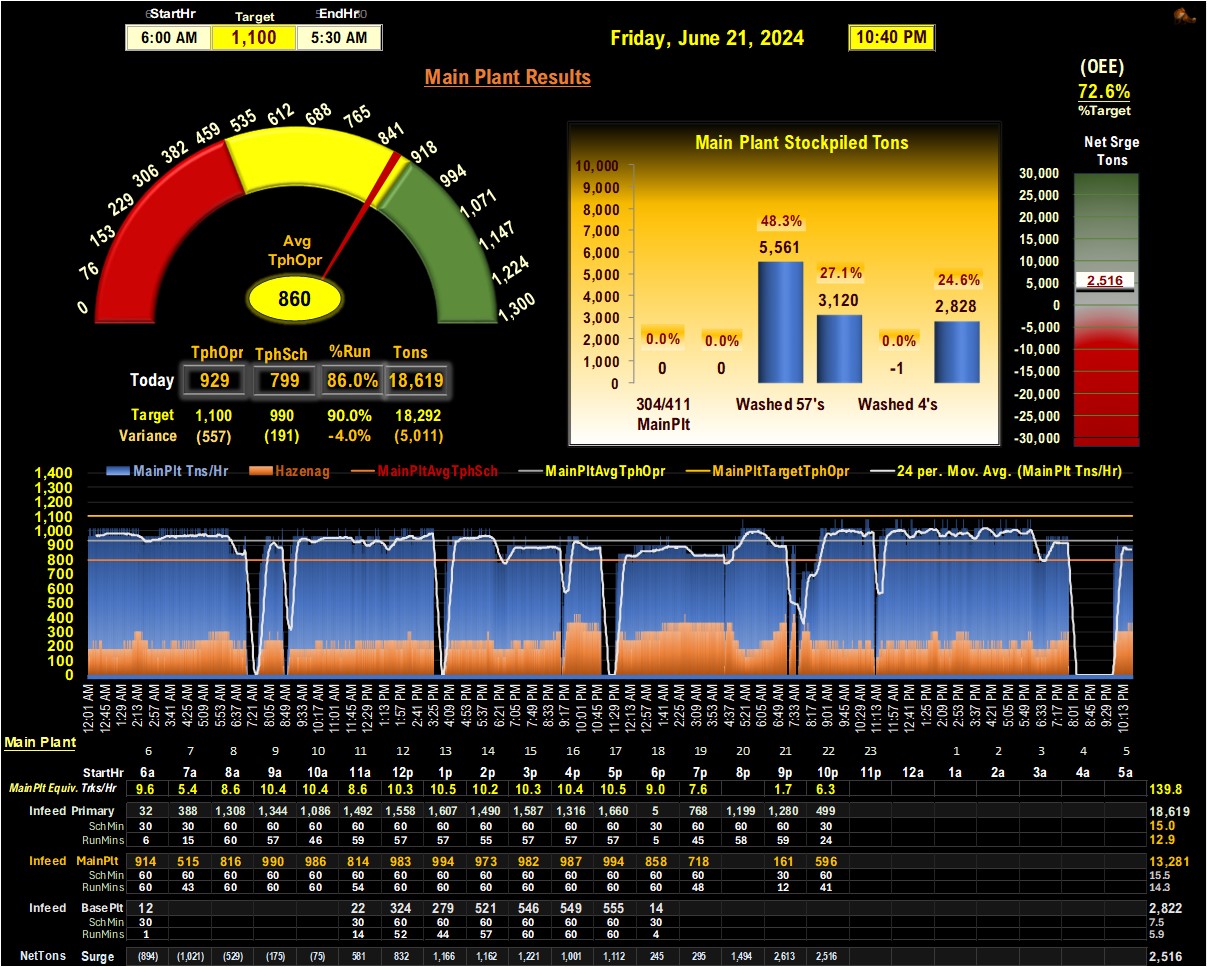 StartHr Target EndHr
6:00 AM 1,100 5:30 AM
Friday, June 21, 2024 10:40 PM
Main Plant Results
(OEE)
72.6%
%Target
Net Srge
Tons
30,000
25,000
20,000
15,000
10,000
5,000
0
-5,000
-10,000
-15,000
-20,000
-25,000
-30,000
2,516
0
76
153
229
306
382
459
535
612
688
765
841
918
994
1,071
1,147
1,224
1,300
Avg
TphOpr
860
Main Plant Stockpiled Tons
10,000
9,000
8,000
7,000
6,000
5,000
4,000
3,000
2,000
1,000
0
0.0% 0.0% 48.3% 27.1% 0.0% 24.6%
0 0 5,561 3,120 -1 2,828
304/411 Washed 57's Washed 4's
MainPlt
TphOpr TphSch %Run Tons
Today 929 799 86.0% 18,619
Target 1,100 990 90.0% 18,292
Variance (557) (191) -4.0% (5,011)
MainPlt Tns/Hr Hazenag MainPltAvgTphSch MainPltAvgTphOpr MainPltTargetTphOpr 24 per. Mov. Avg. (MainPlt Tns/Hr)
1,400
1,300
1,200
1,100
1,000
900
800
700
600
500
400
300
200
100
0
12:01 AM 12:45 AM 1:29 AM 2:13 AM 2:57 AM 3:41 AM 4:25 AM 5:09 AM 5:53 AM 6:37 AM 7:21 AM 8:05 AM 8:49 AM 9:33 AM 10:17 AM 11:01 AM 11:45 AM 12:29 PM 1:13 PM 1:57 PM 2:41 PM 3:25 PM 4:09 PM 4:53 PM 5:37 PM 6:21 PM 7:05 PM 7:49 PM 8:33 PM 9:17 PM 10:01 PM 10:45 PM 11:29 PM 12:13 AM 12:57 AM 1:41 AM 2:25 AM 3:09 AM 3:53 AM 4:37 AM 5:21 AM 6:05 AM 6:49 AM 7:33 AM 8:17 AM 9:01 AM 9:45 AM 10:29 AM 11:13 AM 11:57 AM 12:41 PM 1:25 PM 2:09 PM 2:53 PM 3:37 PM 4:21 PM 5:05 PM 5:49 PM 6:33 PM 7:17 PM 8:01 PM 8:45 PM 9:29 PM 10:13 PM
Main Plant
6 7 8 9 10 11 12 13 14 15 16 17 18 19 20 21 22 23 1 2 3 4 5
StartHr 6a 7a 8a 9a 10a 11a 12p 1p 2p 3p 4p 5p 6p 7p 8p 9p 10p 11p 12a 1a 2a 3a 4a 5a
MainPlt Equiv. Trks/Hr 9.6 5.4 8.6 10.4 10.4 8.6 10.3 10.5 10.2 10.3 10.4 10.5 9.0 7.6 1.7 6.3 139.8
Infeed Primary 32 388 1,308 1,344 1,086 1,492 1,558 1,607 1,490 1,587 1,316 1,660 5 768 1,199 1,280 499 18,619
SchMin 30 30 60 60 60 60 60 60 60 60 60 60 30 60 60 60 30 15.0
RunMins 6 15 60 57 46 59 57 57 55 57 57 57 5 45 58 59 24 12.9
Infeed MainPlt 914 515 816 990 986 814 983 994 973 982 987 994 858 718 161 596 13,281
SchMin 60 60 60 60 60 60 60 60 60 60 60 60 60 60 30 60 15.5
RunMins 60 43 60 60 60 54 60 60 60 60 60 60 60 48 12 41 14.3
Infeed BasePlt 12 22 324 279 521 546 549 555 14 2,822
SchMin 30 30 60 60 60 60 60 60 30 7.5
RunMins 1 14 52 44 57 60 60 60 4 5.9
NetTons Surge (894) (1,021) (529) (175) (75) 581 832 1,166 1,162 1,221 1,001 1,112 245 295 1,494 2,613 2,516 2,516